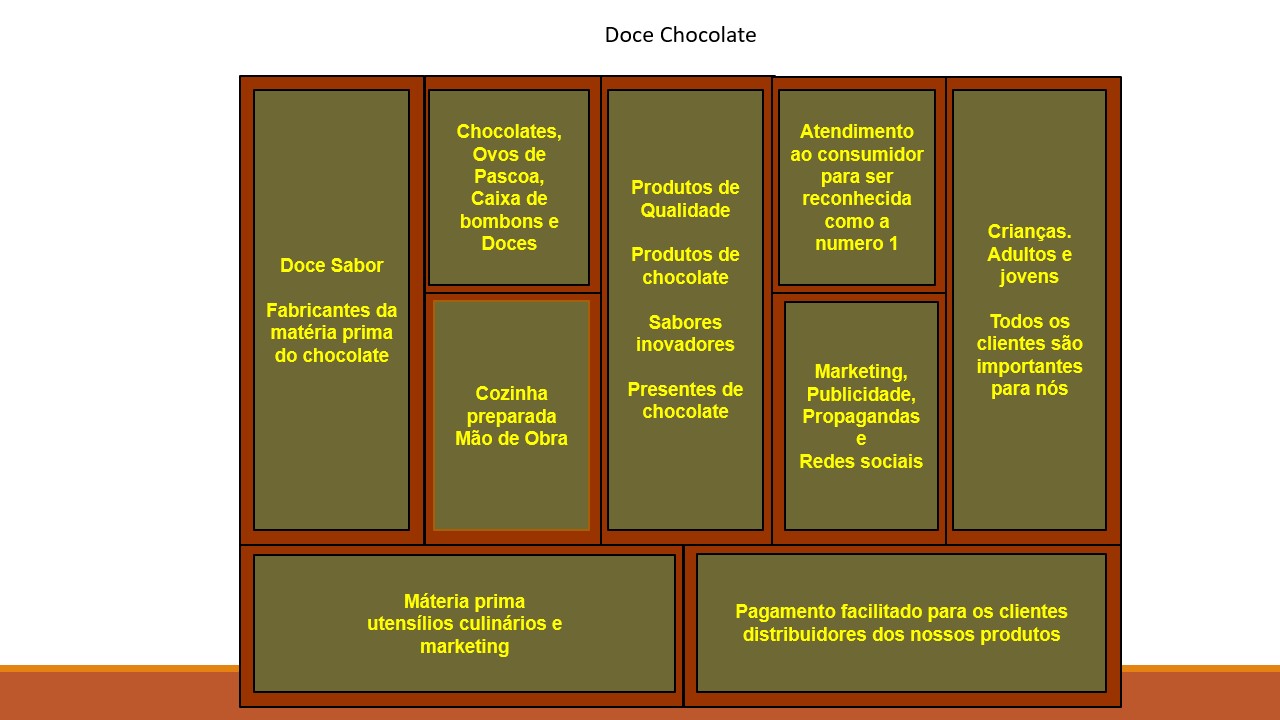 Doce Chocolate
Doce Sabor
Fabricantes da
matéria prima
do chocolate
Chocolates,
Ovos de
Pascoa,
Caixa de
bombons e
Doces
Cozinha
preparada
Mão de Obra
Produtos de
Qualidade
Produtos de
chocolate
Sabores
inovadores
Presentes de
chocolate
Atendimento
ao consumidor
para ser
reconhecida
como a
numero 1
Marketing,
Publicidade,
Propagandas
e
Redes sociais
Crianças.
Adultos e
jovens
Todos os
clientes são
importantes
para nós
Máteria prima
utensílios culinários e
marketing
Pagamento facilitado para os clientes
distribuidores dos nossos produtos